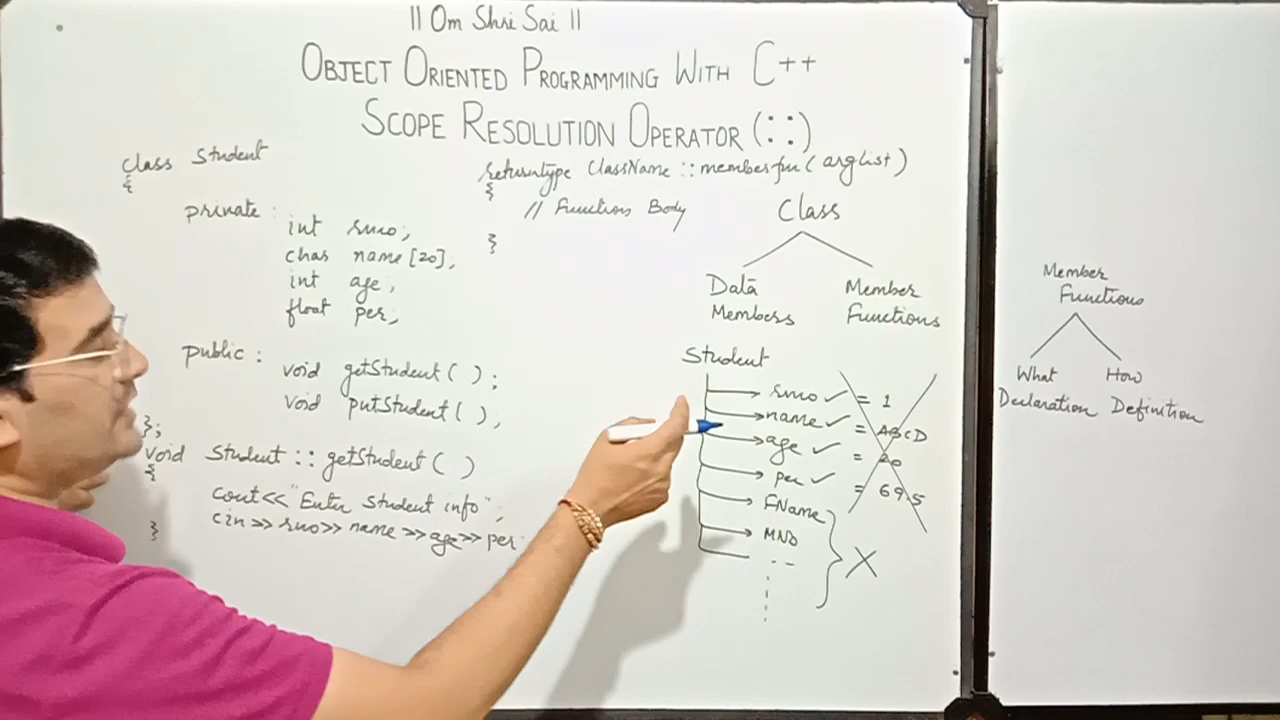 || Om Shri Sai ||
OBJECT ORIENTED PROGRAMMING WITH C++
SCOPE RESOLUTION OPERATOR (::)
class Student
{
private :
int srno;
char name[20];
int age;
float per;
public :
void getStudent( );
void putStudent( );
};
void Student :: getStudent( )
{
cout<< "Enter Student info";
cin >> srno >> name >> age >> per
}
returntype ClassName :: memberfun( arglist )
{
// Function Body
}
Class
Data Members
Member Functions
Student
srno ✓ = 1
name ✓ = ABCD
age ✓ = 20
per ✓ = 69.5
FName
MNO
--
X
Member
Functions
What How
Declaration Definition